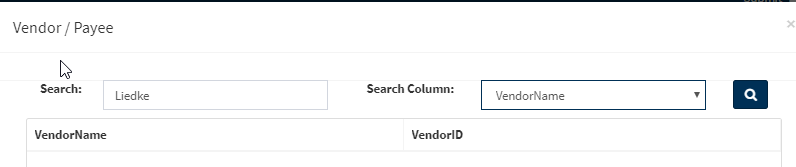 Vendor / Payee
×
Search: Liedke Search Column: VendorName
VendorName VendorID